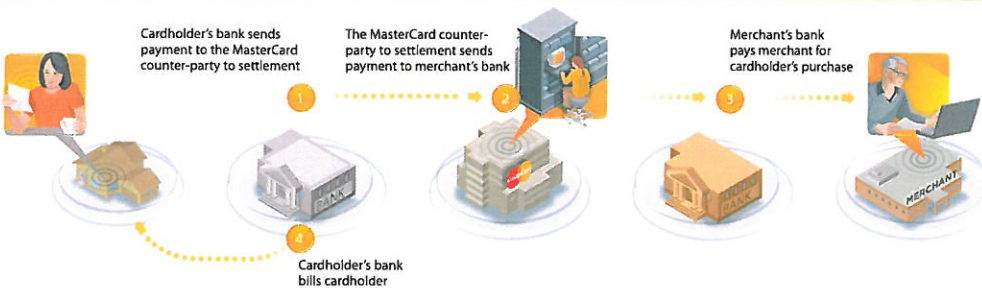 Cardholder's bank sends
payment to the MasterCard
counter-party to settlement
The MasterCard counter-
party to settlement sends
payment to merchant's bank
Merchant's bank
pays merchant for
cardholder's purchase
1
2
3
BANK
BANK
MERCHANT
4
Cardholder's bank
bills cardholder